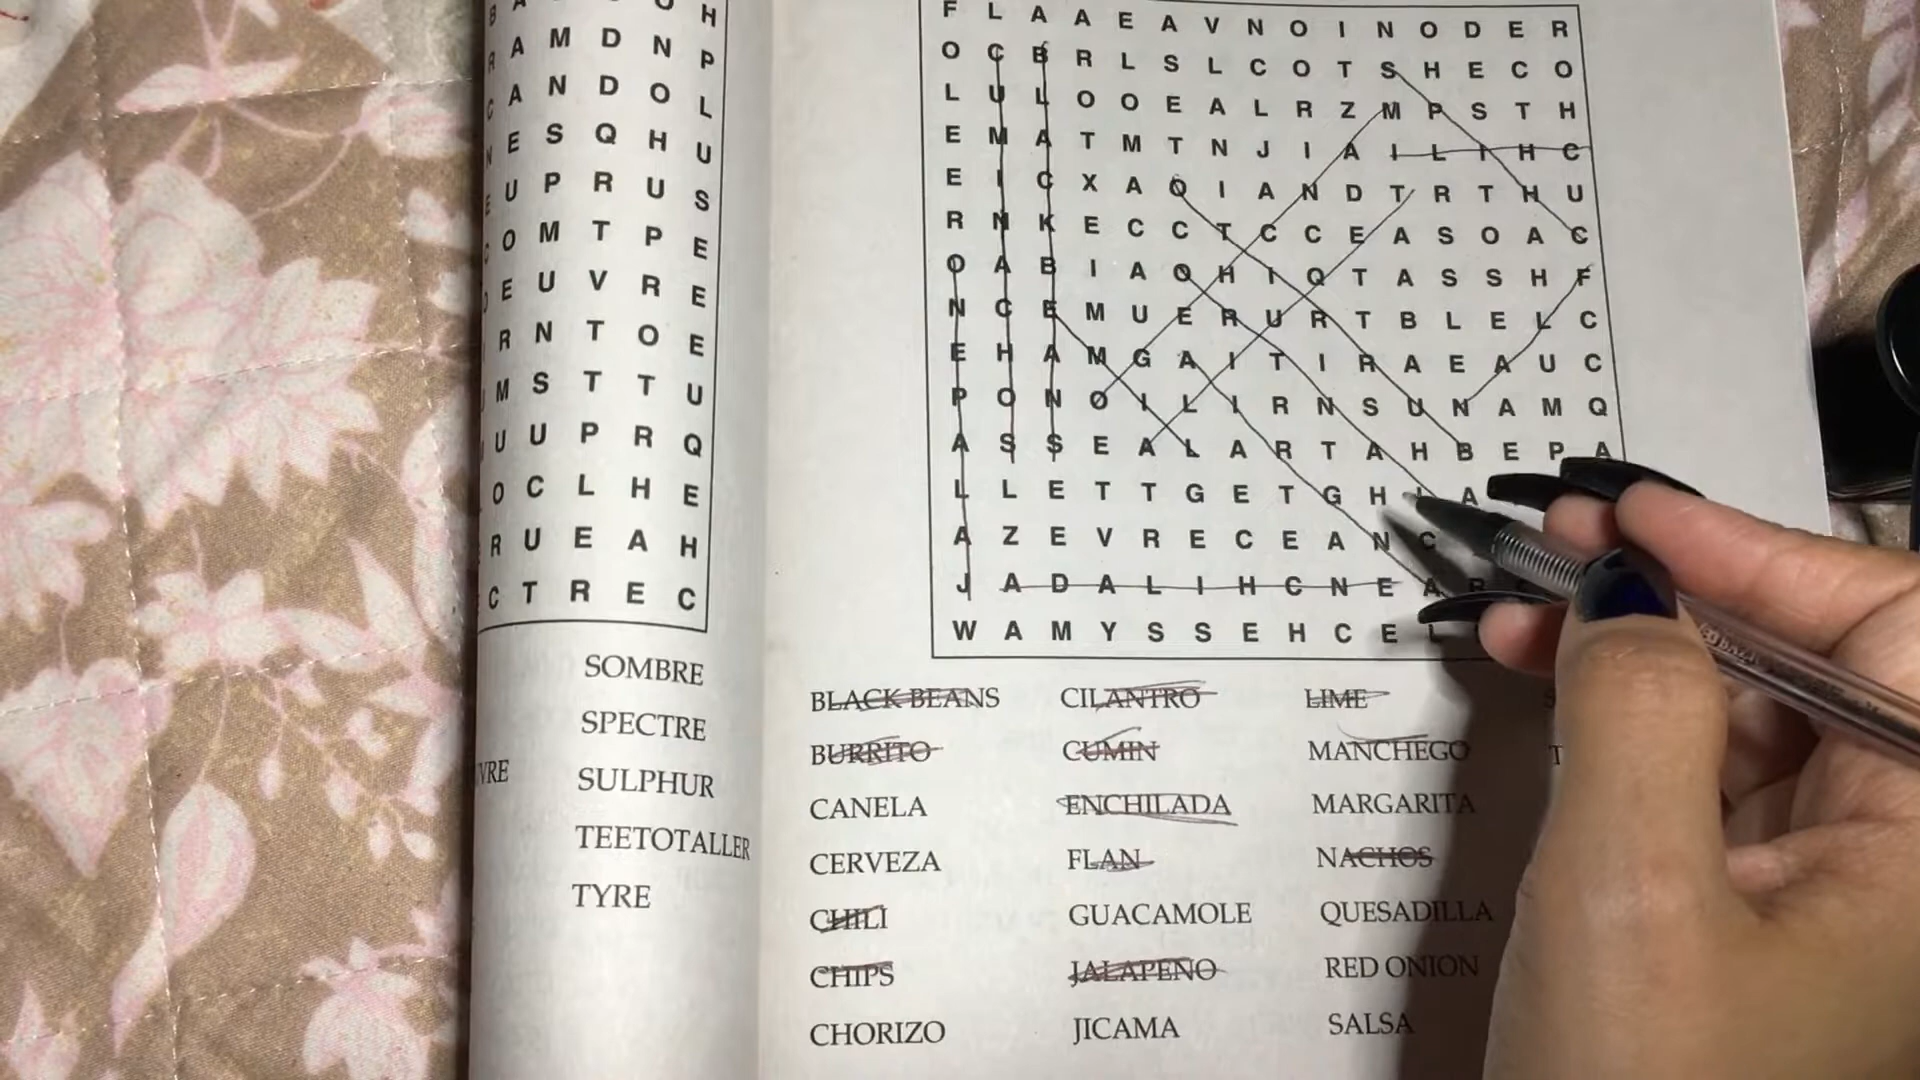 H
A M D N P
A N D O L
E S Q H U
U P R U S
O M T P E
E U V R E
R N T O E
M S T T U
U U P R Q
O C L H E
R U E A H
C T R E C
SOMBRE
SPECTRE
SULPHUR
TEETOTALLER
TYRE
F L A A E A V N O I N O D E R
O C B R L S L C O T S H E C O
L U L O O E A L R Z M P S T H
E M A T M T N J I A I L I H C
E I C X A O I A N D T R T H U
R N K E C C T C C E A S O A C
O A B I A O H I Q T A S S H F
N C E M U E R U R T B L E L C
E H A M G A I T I R A E A U C
P O N O I L I R N S U N A M Q
A S S E A L A R T A H B E P A
L L E T T G E T G H I A
A Z E V R E C E A N C
J A D A L I H C N E A R
W A M Y S S E H C E L
BLACK BEANS CILANTRO LIME
BURRITO CUMIN MANCHEGO
CANELA ENCHILADA MARGARITA
CERVEZA FLAN NACHOS
CHILI GUACAMOLE QUESADILLA
CHIPS JALAPENO RED ONION
CHORIZO JICAMA SALSA